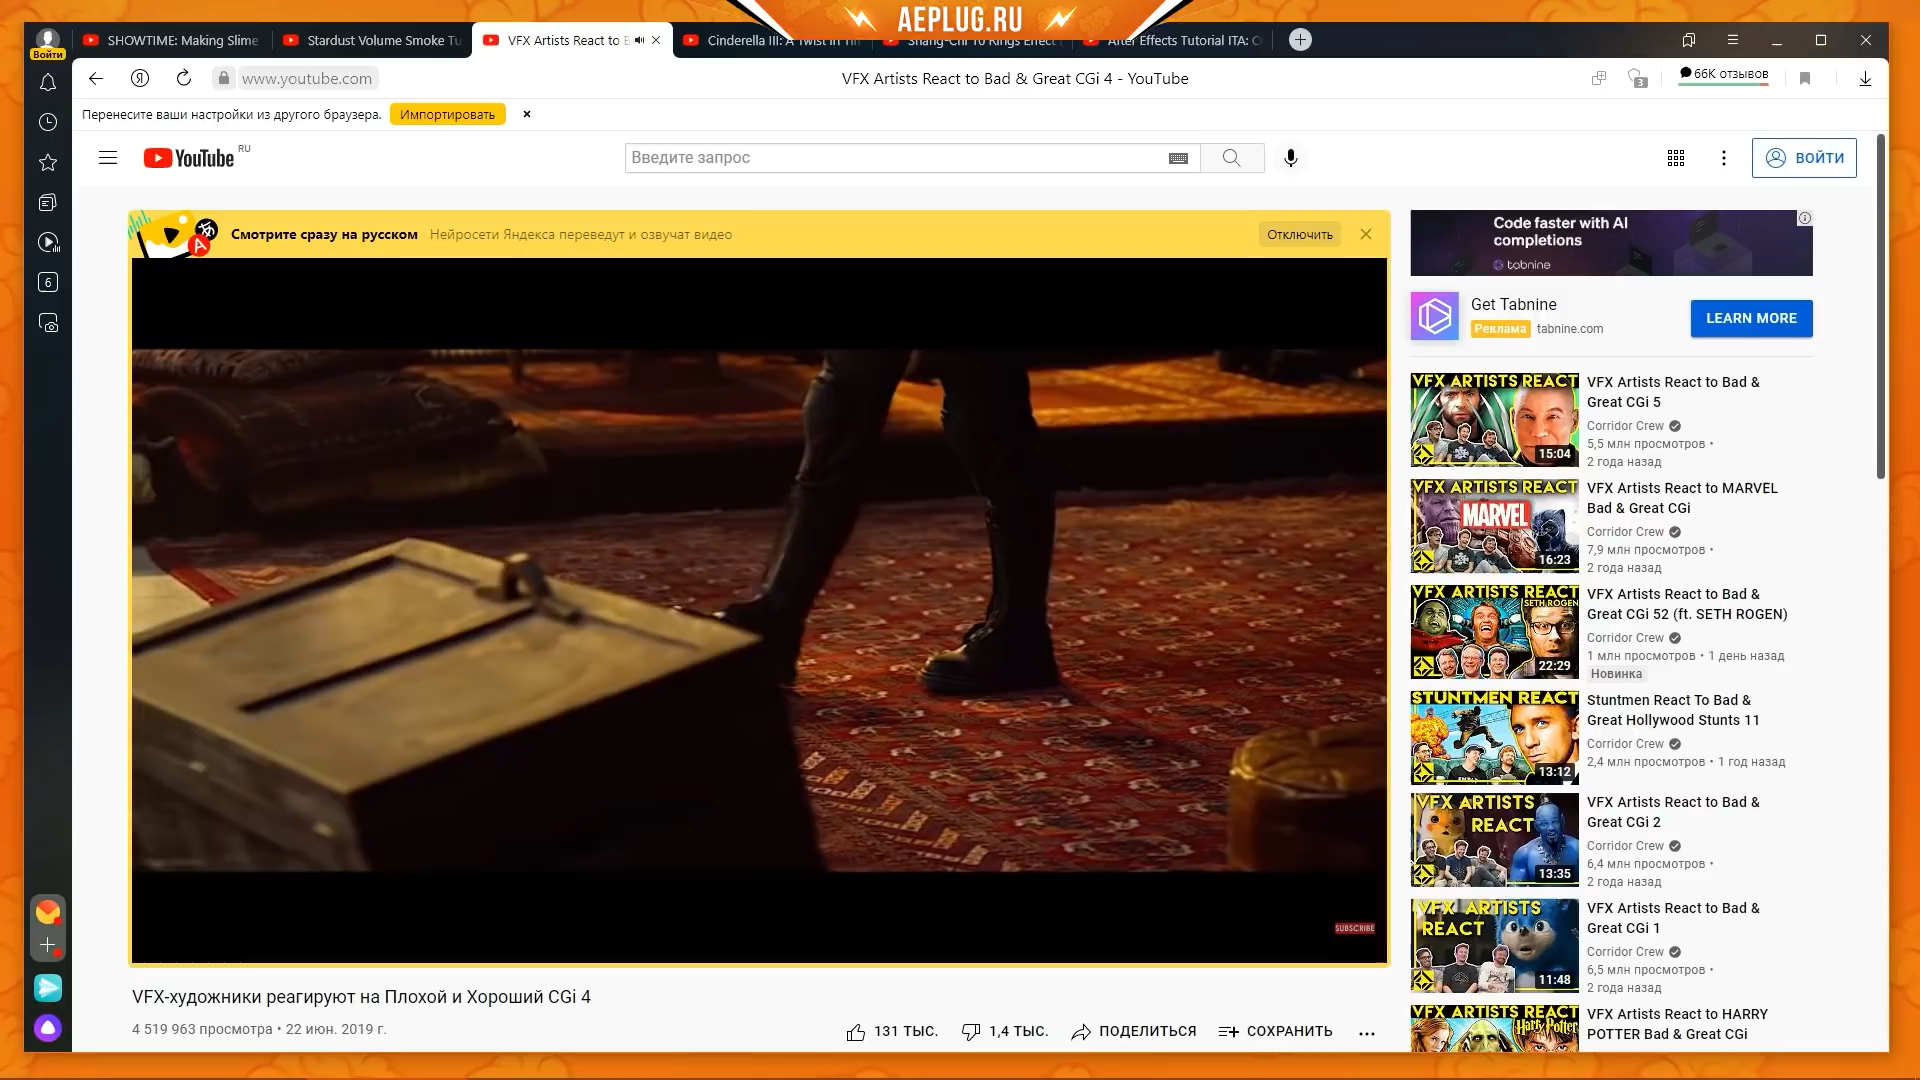 AEPLUG.RU
Войти
SHOWTIME: Making Slime
Stardust Volume Smoke Tu
VFX Artists React to B
Cinderella III: A Twist in Tim
Shang-Chi 10 Rings Effect
After Effects Tutorial ITA:
www.youtube.com
VFX Artists React to Bad & Great CGi 4 - YouTube
3
66K отзывов
Перенесите ваши настройки из другого браузера.
Импортировать
YouTube RU
Введите запрос
ВОЙТИ
6
Смотрите сразу на русском
Нейросети Яндекса переведут и озвучат видео
Отключить
SUBSCRIBE
VFX-художники реагируют на Плохой и Хороший CGi 4
4 519 963 просмотра • 22 июн. 2019 г.
131 ТЫС.
1,4 ТЫС.
ПОДЕЛИТЬСЯ
СОХРАНИТЬ
Code faster with AI
completions
tabnine
Get Tabnine
Реклама tabnine.com
LEARN MORE
VFX ARTISTS REACT
15:04
VFX Artists React to Bad &
Great CGi 5
Corridor Crew
5,5 млн просмотров •
2 года назад
VFX ARTISTS REACT
MARVEL
16:23
VFX Artists React to MARVEL
Bad & Great CGi
Corridor Crew
7,9 млн просмотров •
2 года назад
VFX ARTISTS REACT
SETH ROGEN
22:29
VFX Artists React to Bad &
Great CGi 52 (ft. SETH ROGEN)
Corridor Crew
1 млн просмотров • 1 день назад
Новинка
STUNTMEN REACT
13:12
Stuntmen React To Bad &
Great Hollywood Stunts 11
Corridor Crew
2,4 млн просмотров • 1 год назад
VFX ARTISTS
REACT
13:35
VFX Artists React to Bad &
Great CGi 2
Corridor Crew
6,4 млн просмотров •
2 года назад
VFX ARTISTS
REACT
11:48
VFX Artists React to Bad &
Great CGi 1
Corridor Crew
6,5 млн просмотров •
2 года назад
VFX ARTISTS REACT
Harry Potter
VFX Artists React to HARRY
POTTER Bad & Great CGi